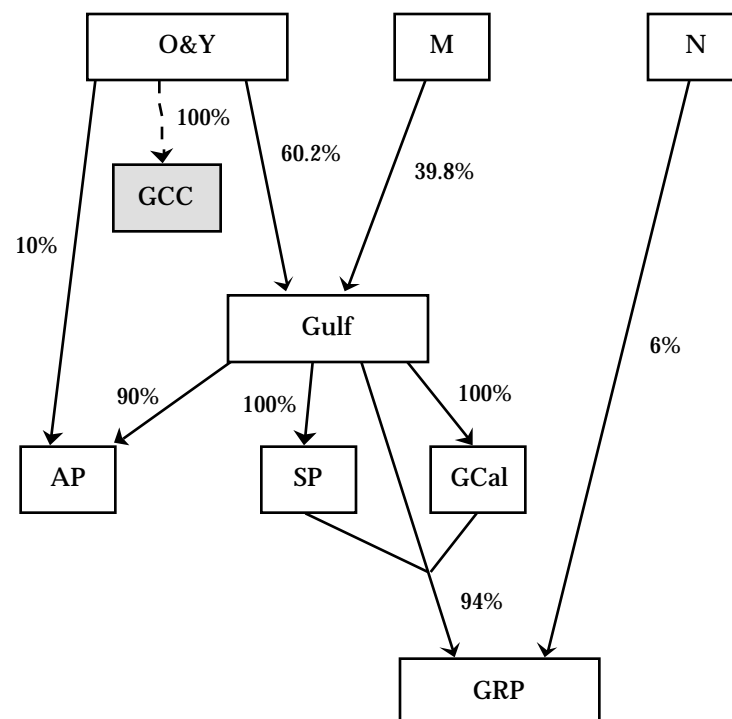 O&Y
M
N
100%
60.2%
39.8%
GCC
10%
Gulf
6%
90%
100%
100%
AP
SP
GCal
94%
GRP